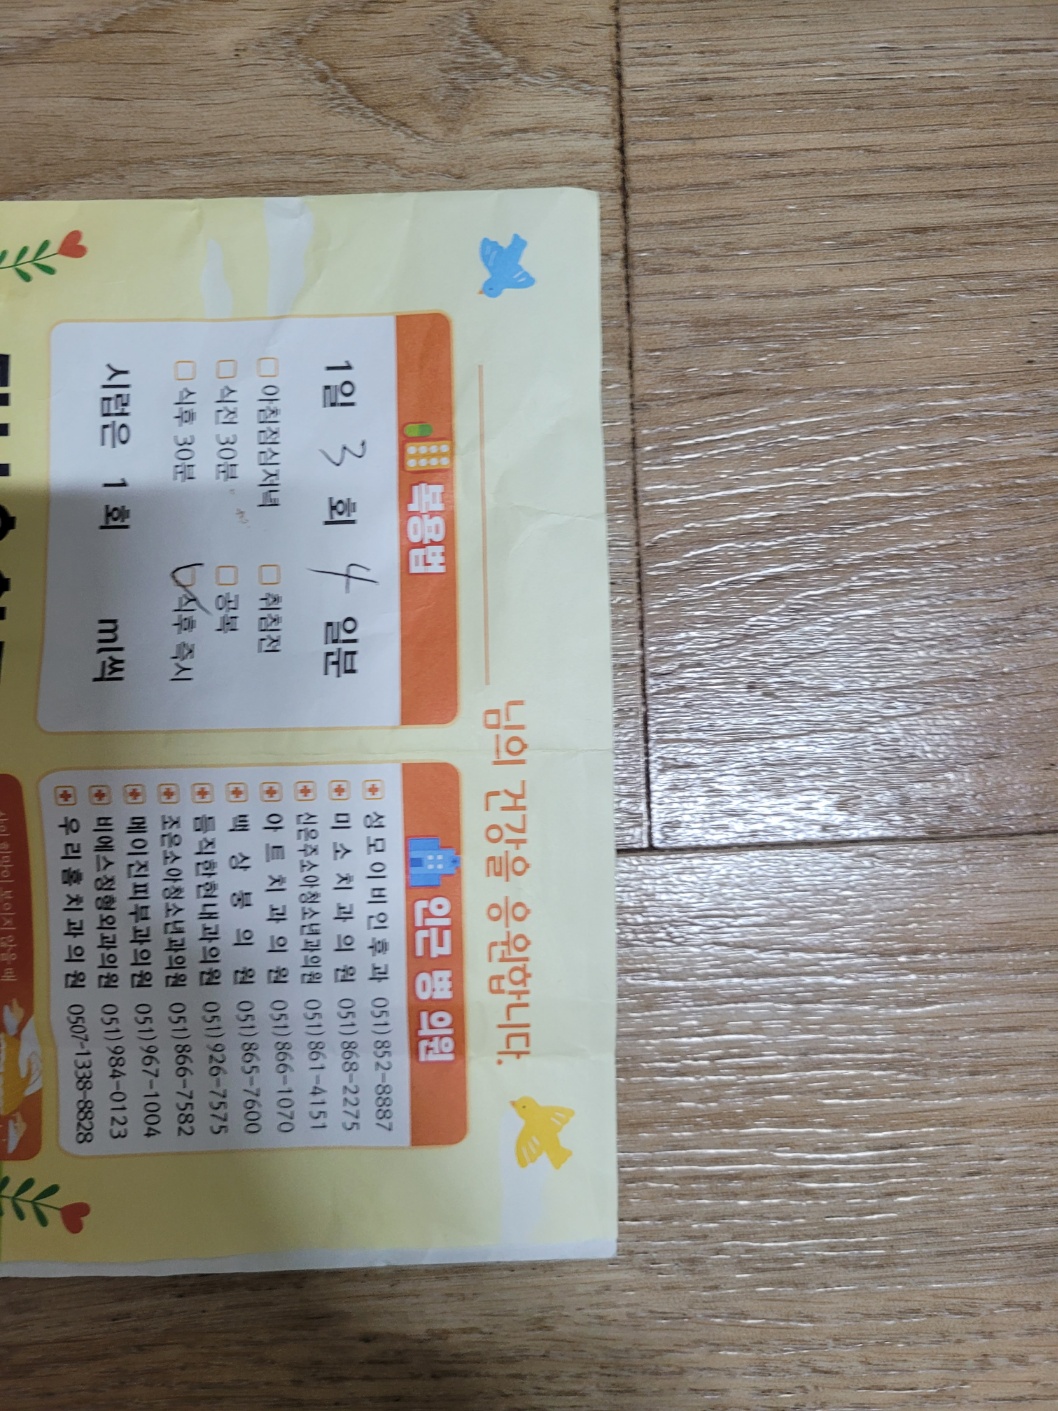 님의 건강을 응원합니다.
복용법
1일 3 회 4 일분
아침점심저녁 취침전
식전 30분 공복
식후 30분 식후 즉시
시럽은 1 회 ml씩
인근 병 의원
성모이비인후과 051)852-8887
미소치과의원 051)868-2275
신은주소아청소년과의원 051)861-4151
아트치과의원 051)866-1070
백상봉의원 051)865-7600
듬직한한내과의원 051)926-7575
조은소아청소년과의원 051)866-7582
메이진피부과의원 051)967-1004
비에스정형외과의원 051)984-0123
우리들치과의원 0507-1338-8828